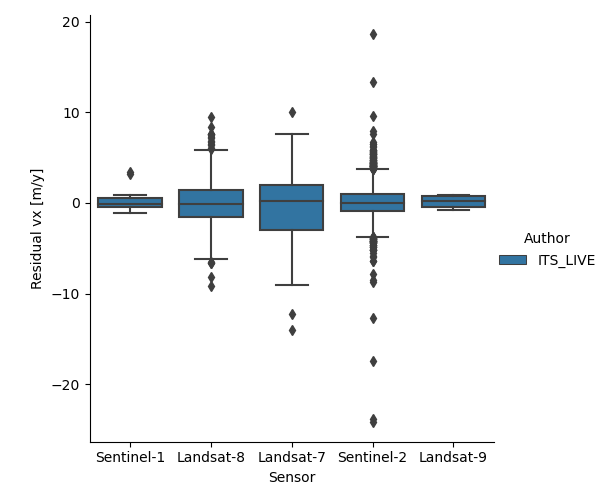 20
10
0
−10
−20
Residual vx [m/y]
Sentinel-1 Landsat-8 Landsat-7 Sentinel-2 Landsat-9
Sensor
Author
ITS_LIVE